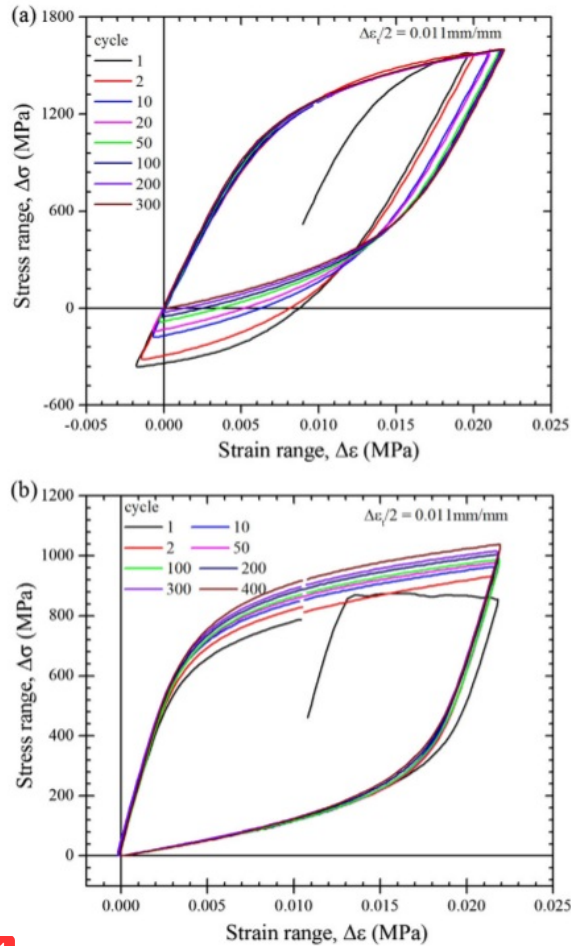 (a)
Δεₜ/2 = 0.011mm/mm
cycle
1
2
10
20
50
100
200
300
1800
1200
600
0
-600
Stress range, Δσ (MPa)
-0.005 0.000 0.005 0.010 0.015 0.020 0.025
Strain range, Δε (MPa)
(b)
1200
cycle
Δεₜ/2 = 0.011mm/mm
1 10
2 50
100 200
300 400
1000
800
600
400
200
0
Stress range, Δσ (MPa)
0.000 0.005 0.010 0.015 0.020 0.025
Strain range, Δε (MPa)